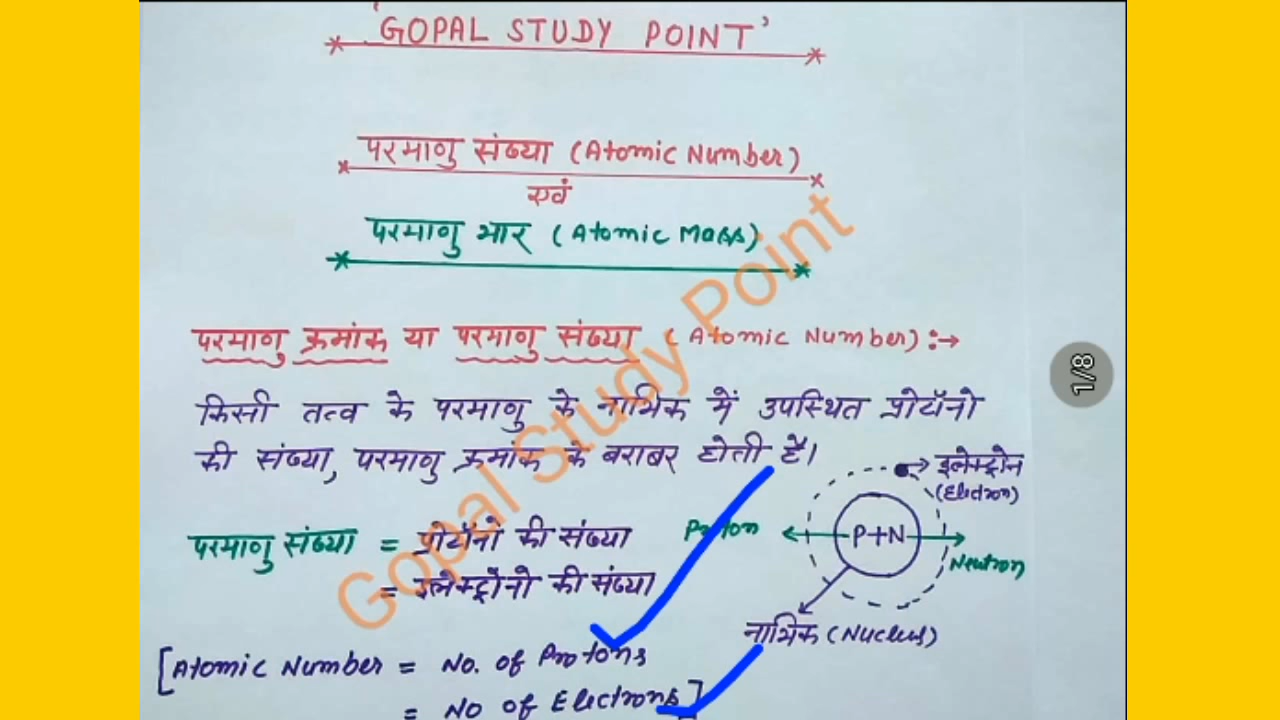 'GOPAL STUDY POINT'
परमाणु संख्या (Atomic Number)
एवं
परमाणु भार (Atomic Mass)
परमाणु क्रमांक या परमाणु संख्या (Atomic Number) :→
किसी तत्व के परमाणु के नाभिक में उपस्थित प्रोटॉनो
की संख्या, परमाणु क्रमांक के बराबर होती है।
इलेक्ट्रोन
(Electron)
परमाणु संख्या = प्रोटॉनो की संख्या
Proton
P+N
Neutron
= इलेक्ट्रोनो की संख्या
नाभिक (Nucleus)
[Atomic Number = No. of Protons
= No of Electrons]
Gopal Study Point
1/8